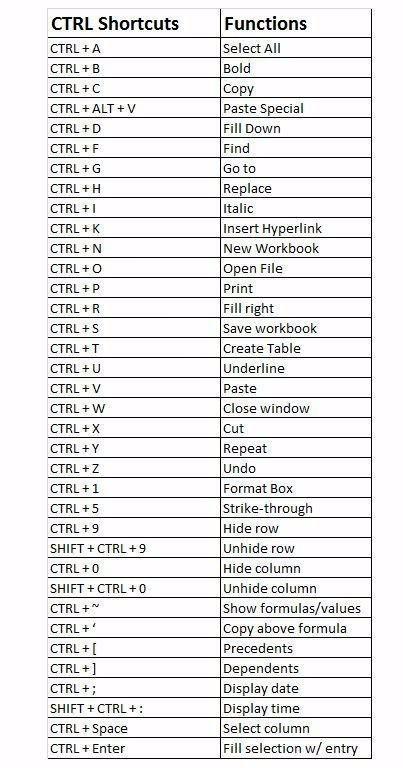 CTRL Shortcuts Functions
CTRL + A Select All
CTRL + B Bold
CTRL + C Copy
CTRL + ALT + V Paste Special
CTRL + D Fill Down
CTRL + F Find
CTRL + G Go to
CTRL + H Replace
CTRL + I Italic
CTRL + K Insert Hyperlink
CTRL + N New Workbook
CTRL + O Open File
CTRL + P Print
CTRL + R Fill right
CTRL + S Save workbook
CTRL + T Create Table
CTRL + U Underline
CTRL + V Paste
CTRL + W Close window
CTRL + X Cut
CTRL + Y Repeat
CTRL + Z Undo
CTRL + 1 Format Box
CTRL + 5 Strike-through
CTRL + 9 Hide row
SHIFT + CTRL + 9 Unhide row
CTRL + 0 Hide column
SHIFT + CTRL + 0 Unhide column
CTRL + ~ Show formulas/values
CTRL + ‘ Copy above formula
CTRL + [ Precedents
CTRL + ] Dependents
CTRL + ; Display date
SHIFT + CTRL + : Display time
CTRL + Space Select column
CTRL + Enter Fill selection w/ entry